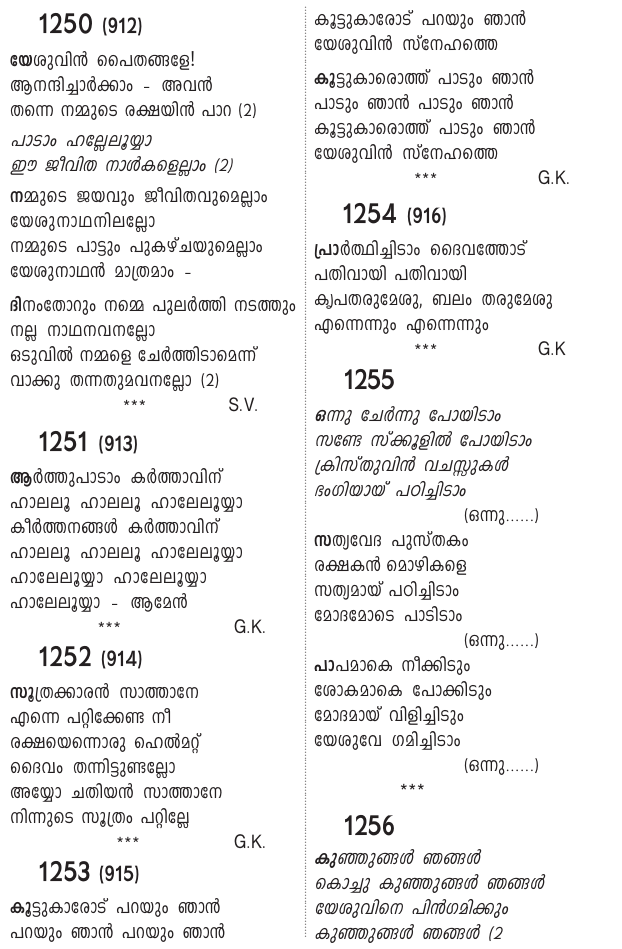 1250 (912)
യേശുവിൻ പൈതങ്ങളേ!
ആനന്ദിച്ചാർക്കാം - അവൻ
തന്നെ നമ്മുടെ രക്ഷയിൻ പാറ (2)
പാടാം ഹല്ലേലൂയ്യാ
ഈ ജീവിത നാൾകളെല്ലാം (2)
നമ്മുടെ ജയവും ജീവിതവുമെല്ലാം
യേശുനാഥനിലല്ലോ
നമ്മുടെ പാട്ടും പുകഴ്ചയുമെല്ലാം
യേശുനാഥൻ മാത്രമാം -
ദിനംതോറും നമ്മെ പുലർത്തി നടത്തും
നല്ല നാഥനവനല്ലോ
ഒടുവിൽ നമ്മളെ ചേർത്തിടാമെന്ന്
വാക്കു തന്നതുമവനല്ലോ (2)
*** S.V.
1251 (913)
ആർത്തുപാടാം കർത്താവിന്
ഹാലലൂ ഹാലലൂ ഹാലേലൂയ്യാ
കീർത്തനങ്ങൾ കർത്താവിന്
ഹാലലൂ ഹാലലൂ ഹാലേലൂയ്യാ
ഹാലേലൂയ്യാ ഹാലേലൂയ്യാ
ഹാലേലൂയ്യാ - ആമേൻ
*** G.K.
1252 (914)
സൂത്രക്കാരൻ സാത്താനേ
എന്നെ പറ്റിക്കേണ്ട നീ
രക്ഷയെന്നൊരു ഹെൽമറ്റ്
ദൈവം തന്നിട്ടുണ്ടല്ലോ
അയ്യോ ചതിയൻ സാത്താനേ
നിന്നുടെ സൂത്രം പറ്റില്ലേ
*** G.K.
1253 (915)
കൂട്ടുകാരോട് പറയും ഞാൻ
പറയും ഞാൻ പറയും ഞാൻ
കൂട്ടുകാരോട് പറയും ഞാൻ
യേശുവിൻ സ്നേഹത്തെ
കൂട്ടുകാരൊത്ത് പാടും ഞാൻ
പാടും ഞാൻ പാടും ഞാൻ
കൂട്ടുകാരൊത്ത് പാടും ഞാൻ
യേശുവിൻ സ്നേഹത്തെ
*** G.K.
1254 (916)
പ്രാർത്ഥിച്ചിടാം ദൈവത്തോട്
പതിവായി പതിവായി
കൃപതരുമേശു, ബലം തരുമേശു
എന്നെന്നും എന്നെന്നും
*** G.K
1255
ഒന്നു ചേർന്നു പോയിടാം
സണ്ടേ സ്ക്കൂളിൽ പോയിടാം
ക്രിസ്തുവിൻ വചസ്സുകൾ
ഭംഗിയായ് പഠിച്ചിടാം
(ഒന്നു......)
സത്യവേദ പുസ്തകം
രക്ഷകൻ മൊഴികളെ
സത്യമായ് പഠിച്ചിടാം
മോദമോടെ പാടിടാം
(ഒന്നു......)
പാപമാകെ നീക്കിടും
ശോകമാകെ പോക്കിടും
മോദമായ് വിളിച്ചിടും
യേശുവേ ഗമിച്ചിടാം
(ഒന്നു......)
***
1256
കുഞ്ഞുങ്ങൾ ഞങ്ങൾ
കൊച്ചു കുഞ്ഞുങ്ങൾ ഞങ്ങൾ
യേശുവിനെ പിൻഗമിക്കും
കുഞ്ഞുങ്ങൾ ഞങ്ങൾ (2